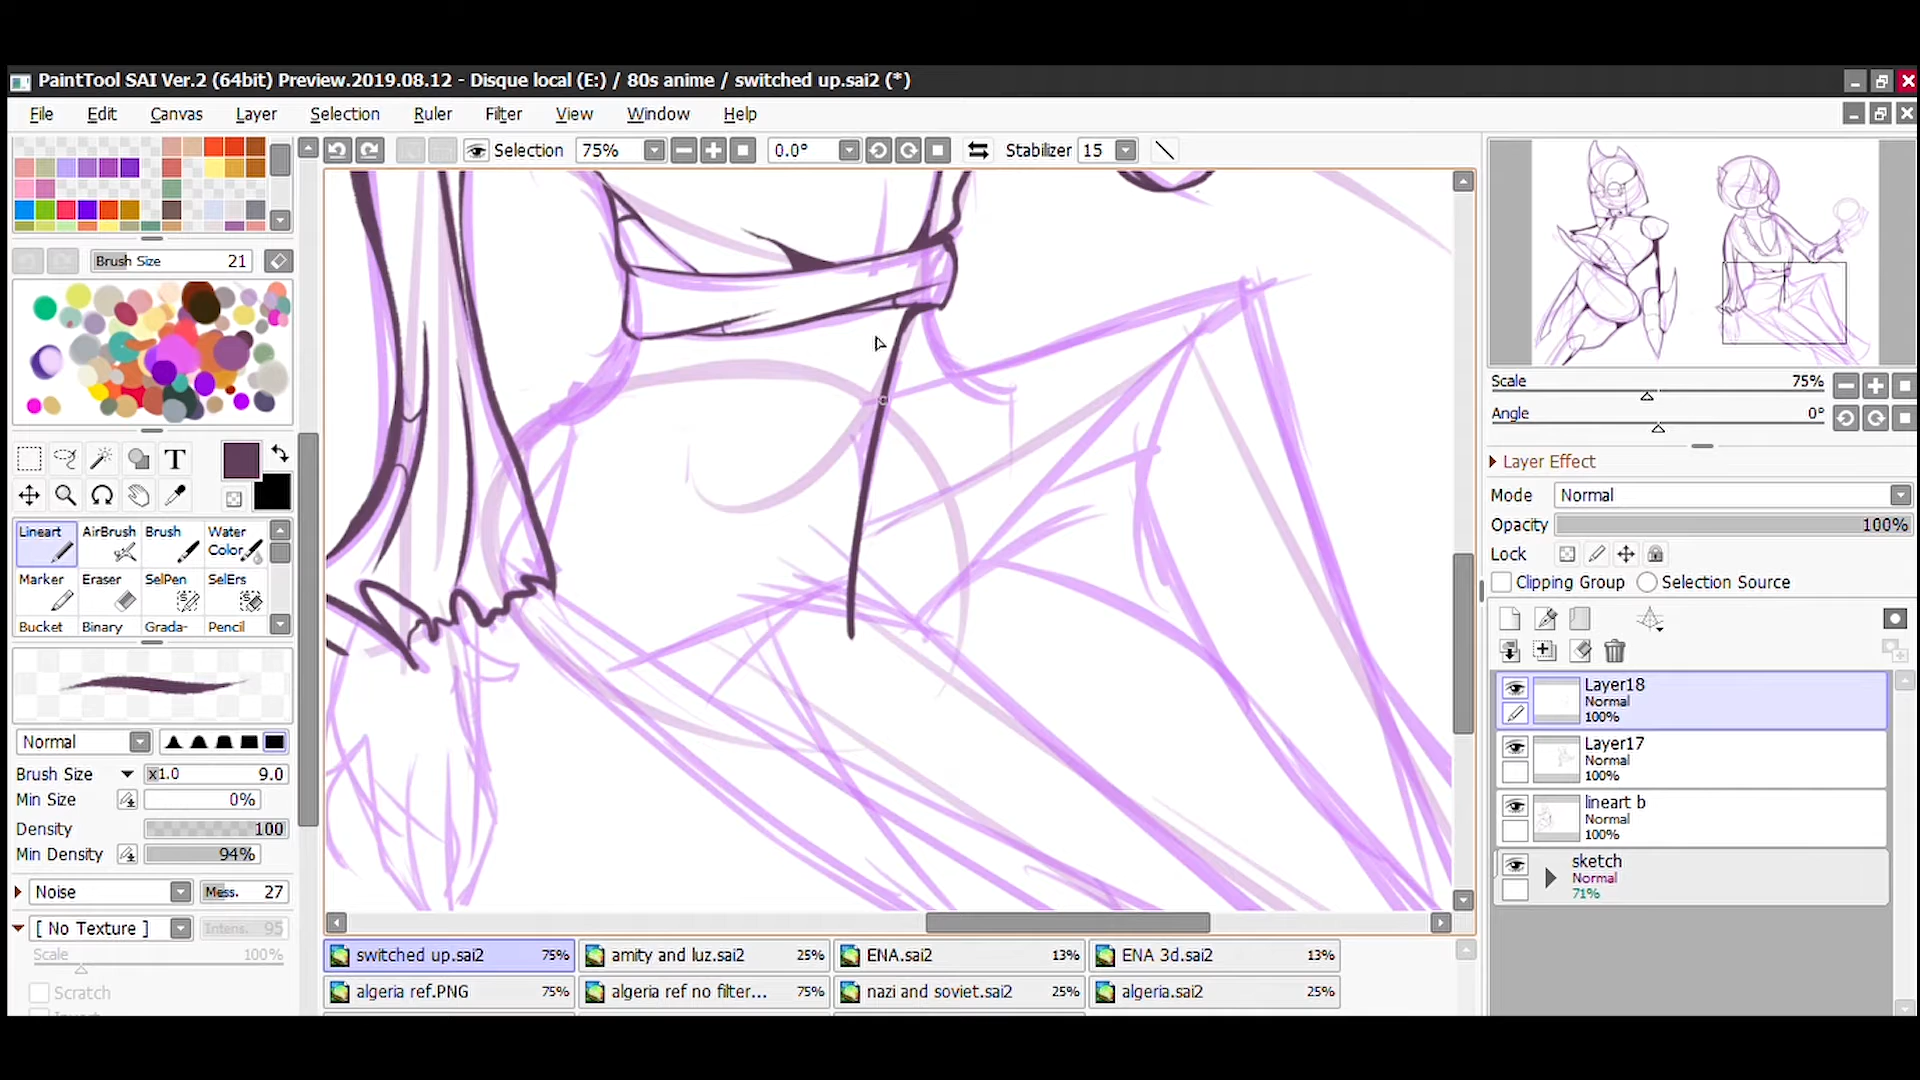 PaintTool SAI Ver.2 (64bit) Preview.2019.08.12 - Disque local (E:) / 80s anime / switched up.sai2 (*)
File Edit Canvas Layer Selection Ruler Filter View Window Help
Selection 75% 0.0° Stabilizer 15
Brush Size 21
T
Lineart AirBrush Brush Water Color
Marker Eraser SelPen SelErs
Bucket Binary Grada- Pencil
Normal
Brush Size x1.0 9.0
Min Size 0%
Density 100
Min Density 94%
Noise Mess. 27
[ No Texture ] Intens. 95
Scale 100%
Scratch
switched up.sai2 75% amity and luz.sai2 25% ENA.sai2 13% ENA 3d.sai2 13%
algeria ref.PNG 75% algeria ref no filter... 75% nazi and soviet.sai2 25% algeria.sai2 25%
Scale 75%
Angle 0°
Layer Effect
Mode Normal
Opacity 100%
Lock
Clipping Group Selection Source
Layer18
Normal
100%
Layer17
Normal
100%
lineart b
Normal
100%
sketch
Normal
71%